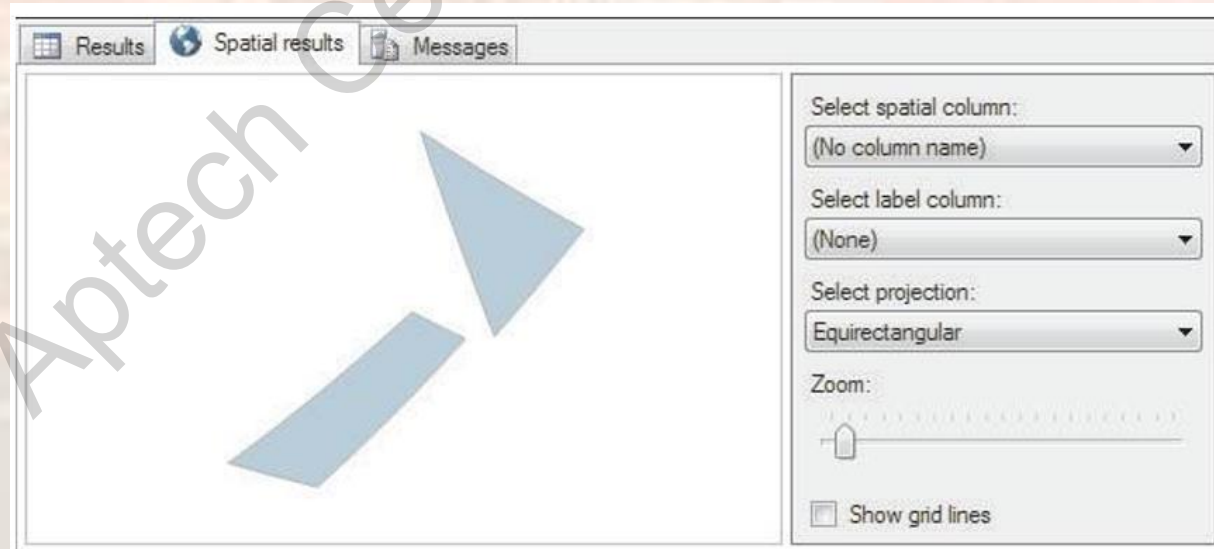 Results Spatial results Messages
Select spatial column:
(No column name)
Select label column:
(None)
Select projection:
Equirectangular
Zoom:
Show grid lines
Aptech